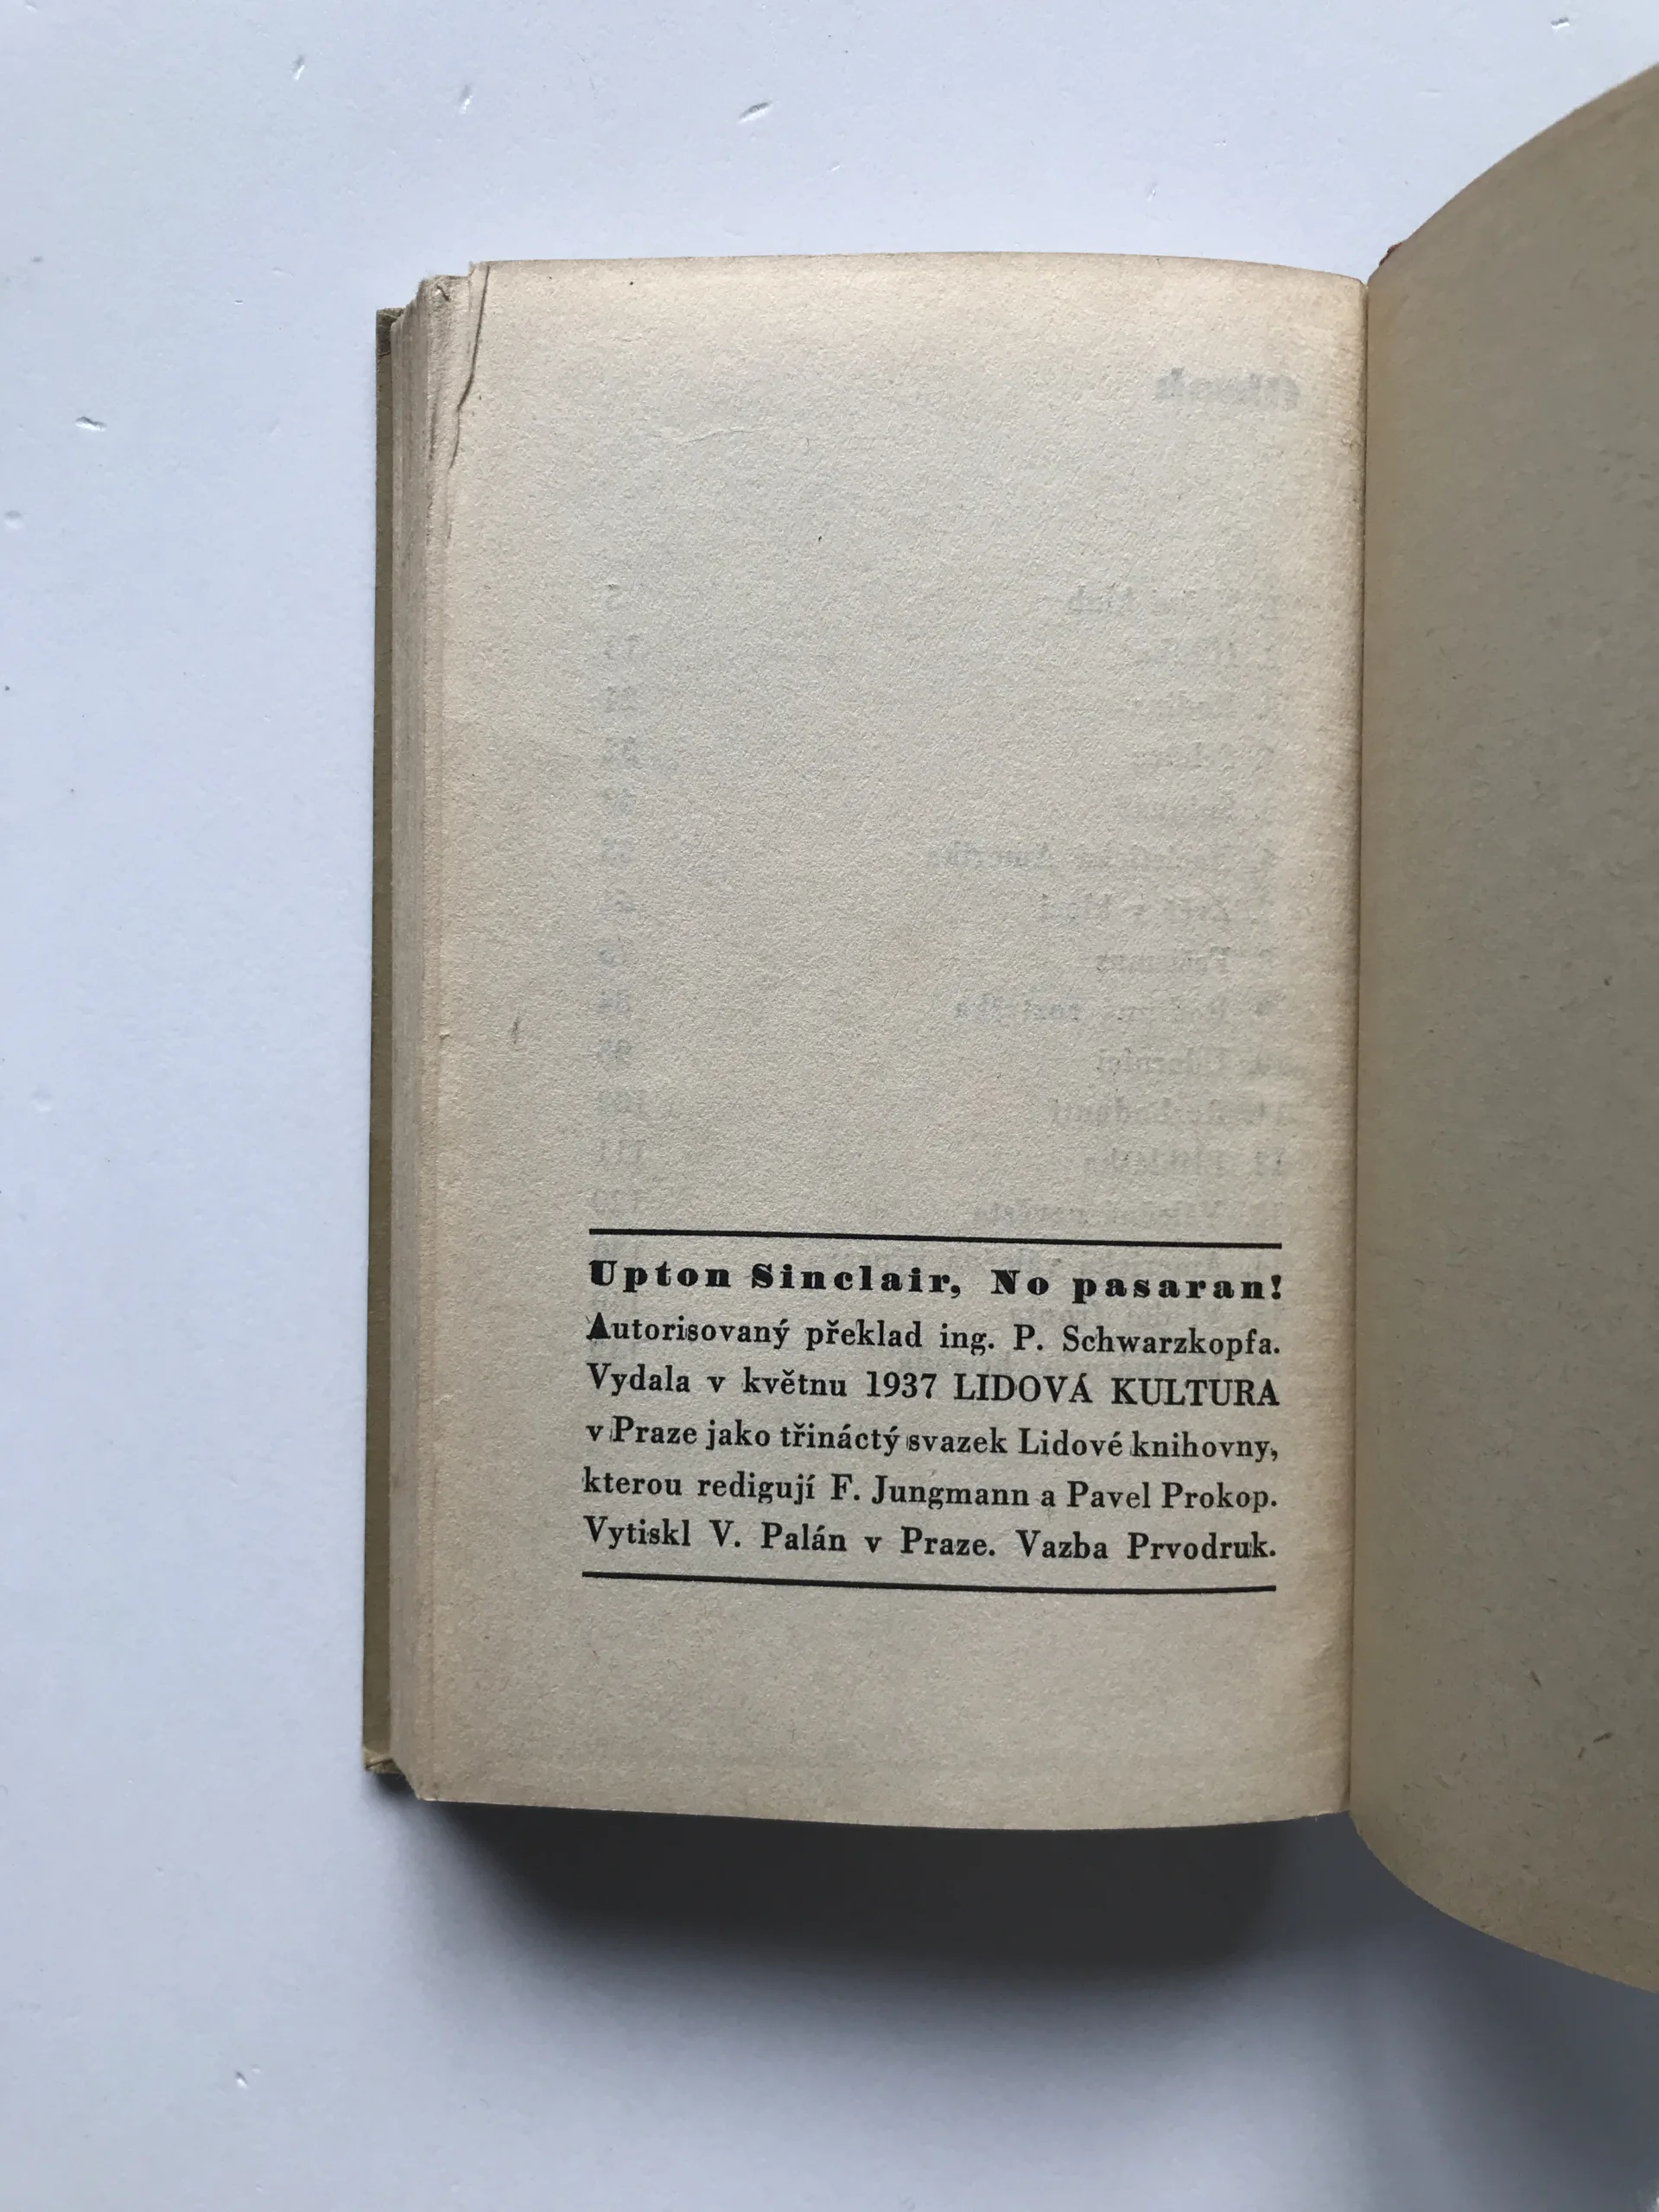 Upton Sinclair, No pasaran!
Autorisovaný překlad ing. P. Schwarzkopfa.
Vydala v květnu 1937 LIDOVÁ KULTURA
v Praze jako třináctý svazek Lidové knihovny,
kterou redigují F. Jungmann a Pavel Prokop.
Vytiskl V. Palán v Praze. Vazba Prvodruk.